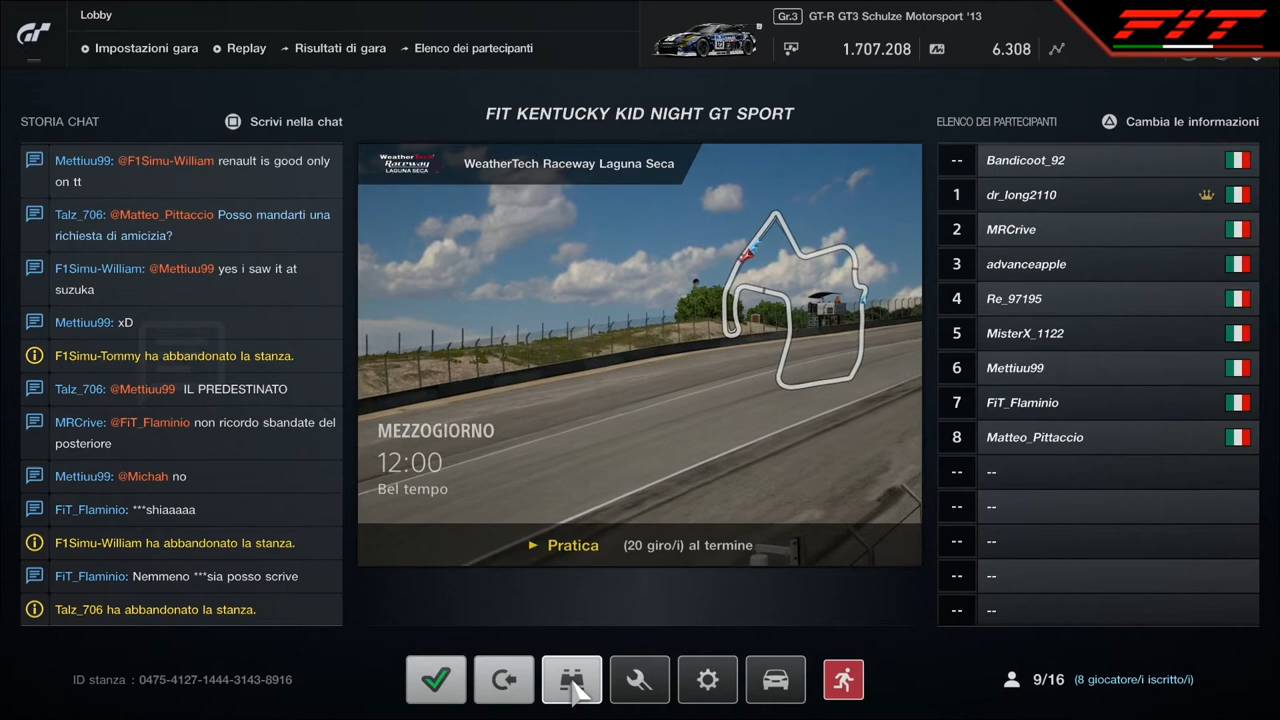 Lobby
Impostazioni gara
Replay
Risultati di gara
Elenco dei partecipanti
Gr.3 GT-R GT3 Schulze Motorsport '13
1.707.208
6.308
FIT
STORIA CHAT
Scrivi nella chat
Mettiuu99: @F1Simu-William renault is good only
on tt
Talz_706: @Matteo_Pittaccio Posso mandarti una
richiesta di amicizia?
F1Simu-William: @Mettiuu99 yes i saw it at
suzuka
Mettiuu99: xD
F1Simu-Tommy ha abbandonato la stanza.
Talz_706: @Mettiuu99 IL PREDESTINATO
MRCrive: @FiT_Flaminio non ricordo sbandate del
posteriore
Mettiuu99: @Michah no
FiT_Flaminio: ***shiaaaaa
F1Simu-William ha abbandonato la stanza.
FiT_Flaminio: Nemmeno ***sia posso scrive
Talz_706 ha abbandonato la stanza.
FIT KENTUCKY KID NIGHT GT SPORT
WeatherTech
Raceway
LAGUNA SECA
WeatherTech Raceway Laguna Seca
MEZZOGIORNO
12:00
Bel tempo
Pratica (20 giro/i) al termine
ELENCO DEI PARTECIPANTI
Cambia le informazioni
-- Bandicoot_92
1 dr_long2110
2 MRCrive
3 advanceapple
4 Re_97195
5 MisterX_1122
6 Mettiuu99
7 FiT_Flaminio
8 Matteo_Pittaccio
-- --
-- --
-- --
-- --
-- --
ID stanza : 0475-4127-1444-3143-8916
9/16 (8 giocatore/i iscritto/i)